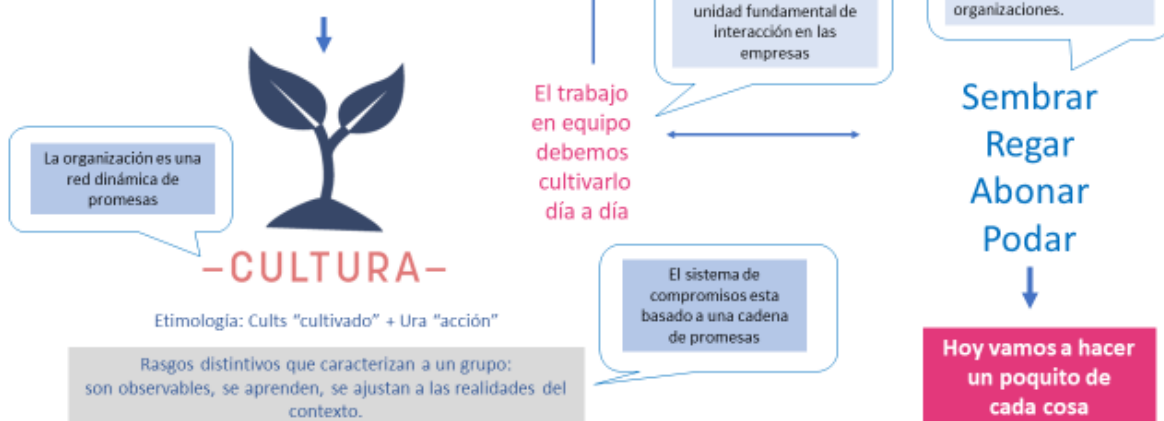 unidad fundamental de
interacción en las
empresas
organizaciones.
El trabajo
en equipo
debemos
cultivarlo
día a día
Sembrar
Regar
Abonar
Podar
La organización es una
red dinámica de
promesas
–CULTURA–
Etimología: Cults “cultivado” + Ura “acción”
Rasgos distintivos que caracterizan a un grupo:
son observables, se aprenden, se ajustan a las realidades del
contexto.
El sistema de
compromisos esta
basado a una cadena
de promesas
Hoy vamos a hacer
un poquito de
cada cosa